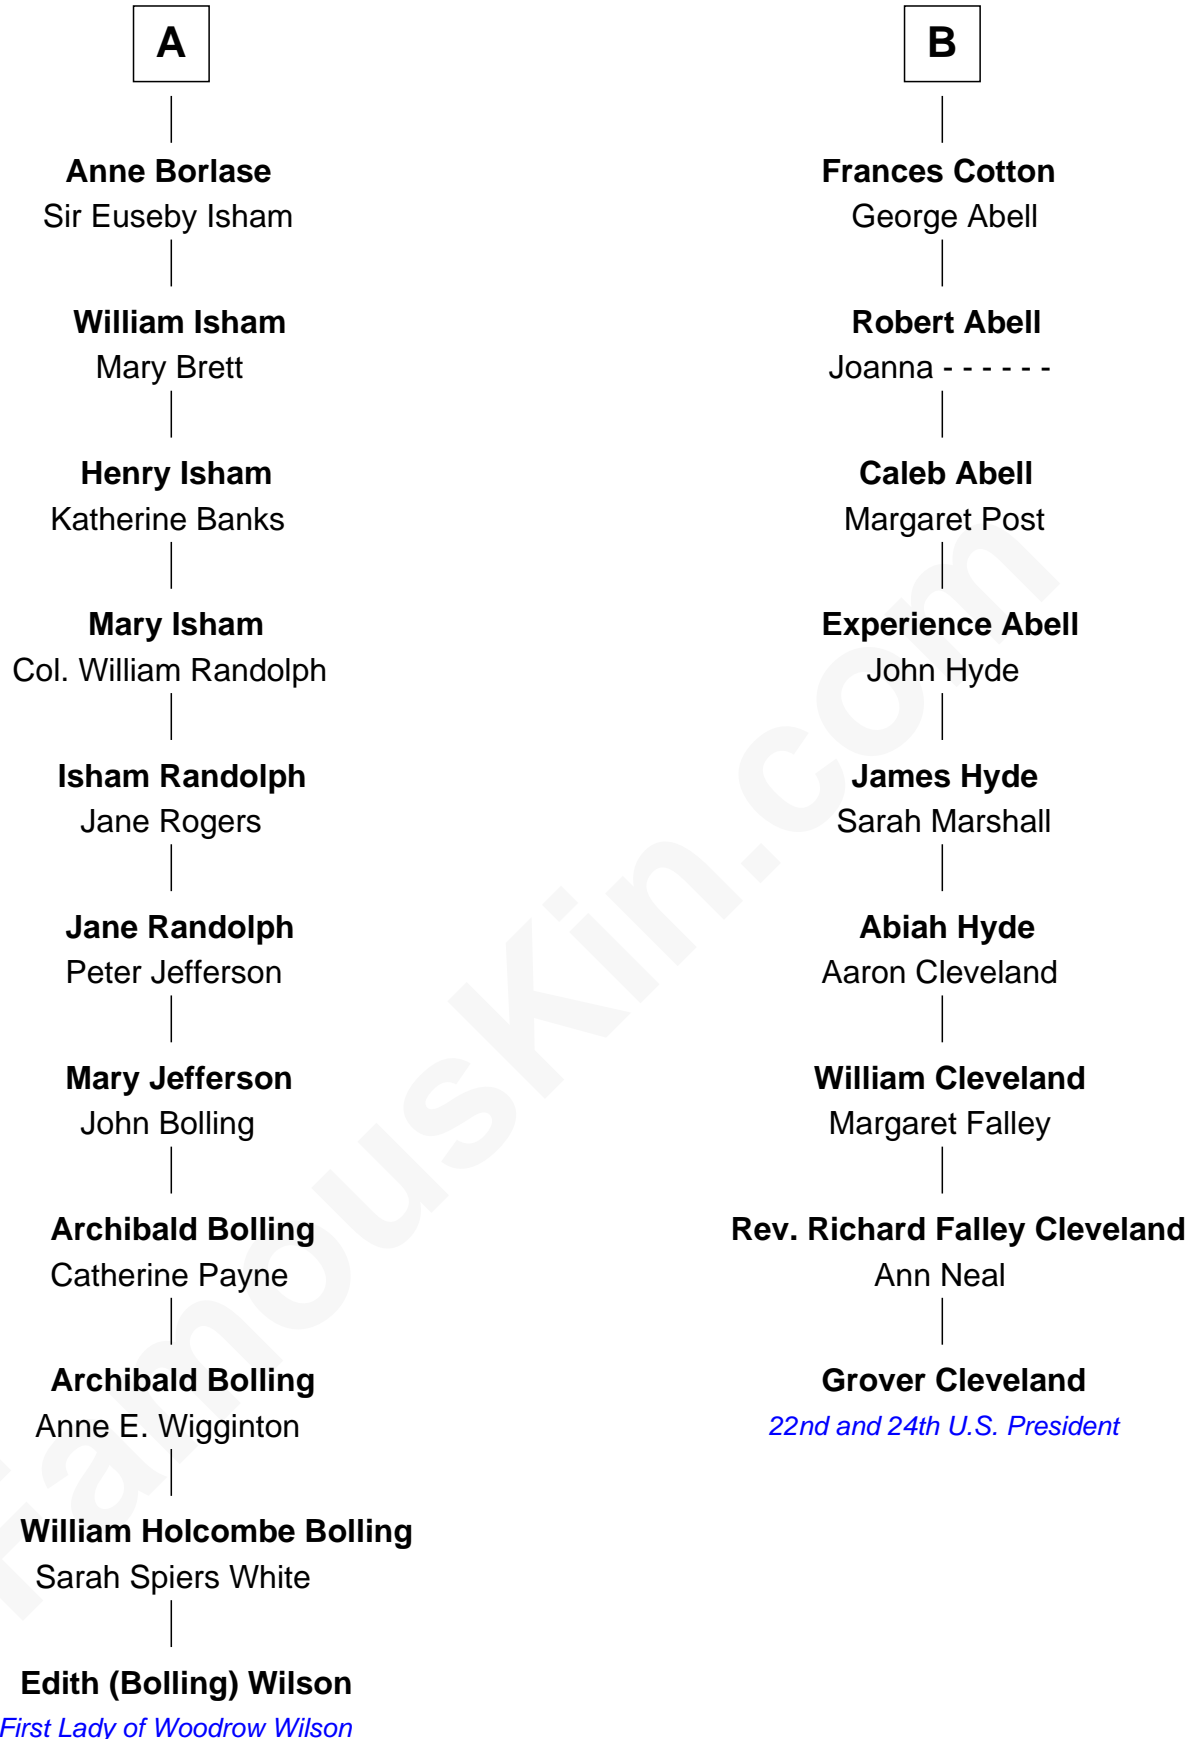 A
Anne Borlase
Sir Euseby Isham
William Isham
Mary Brett
Henry Isham
Katherine Banks
Mary Isham
Col. William Randolph
Isham Randolph
Jane Rogers
Jane Randolph
Peter Jefferson
Mary Jefferson
John Bolling
Archibald Bolling
Catherine Payne
Archibald Bolling
Anne E. Wigginton
William Holcombe Bolling
Sarah Spiers White
Edith (Bolling) Wilson
First Lady of Woodrow Wilson
B
Frances Cotton
George Abell
Robert Abell
Joanna - - - - - -
Caleb Abell
Margaret Post
Experience Abell
John Hyde
James Hyde
Sarah Marshall
Abiah Hyde
Aaron Cleveland
William Cleveland
Margaret Falley
Rev. Richard Falley Cleveland
Ann Neal
Grover Cleveland
22nd and 24th U.S. President
FamousKin.com